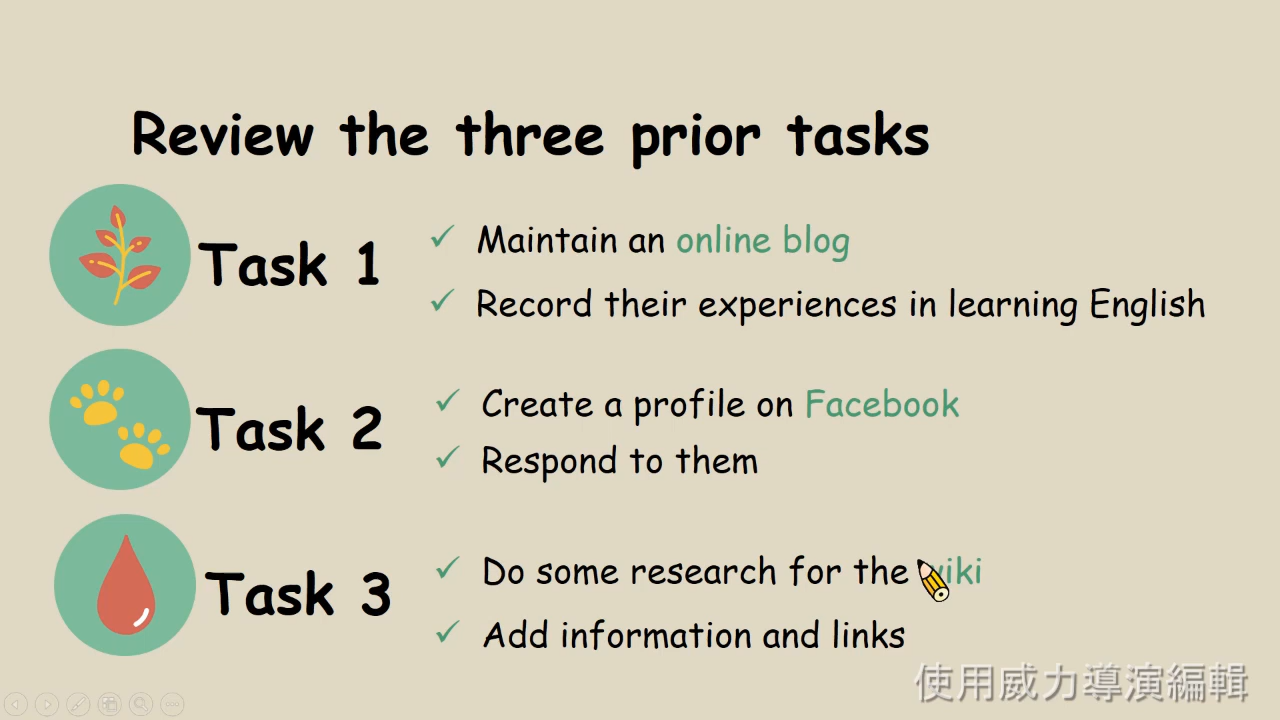 Review the three prior tasks
Task 1
Maintain an online blog
Record their experiences in learning English
Task 2
Create a profile on Facebook
Respond to them
Task 3
Do some research for the wiki
Add information and links
使用威力導演編輯